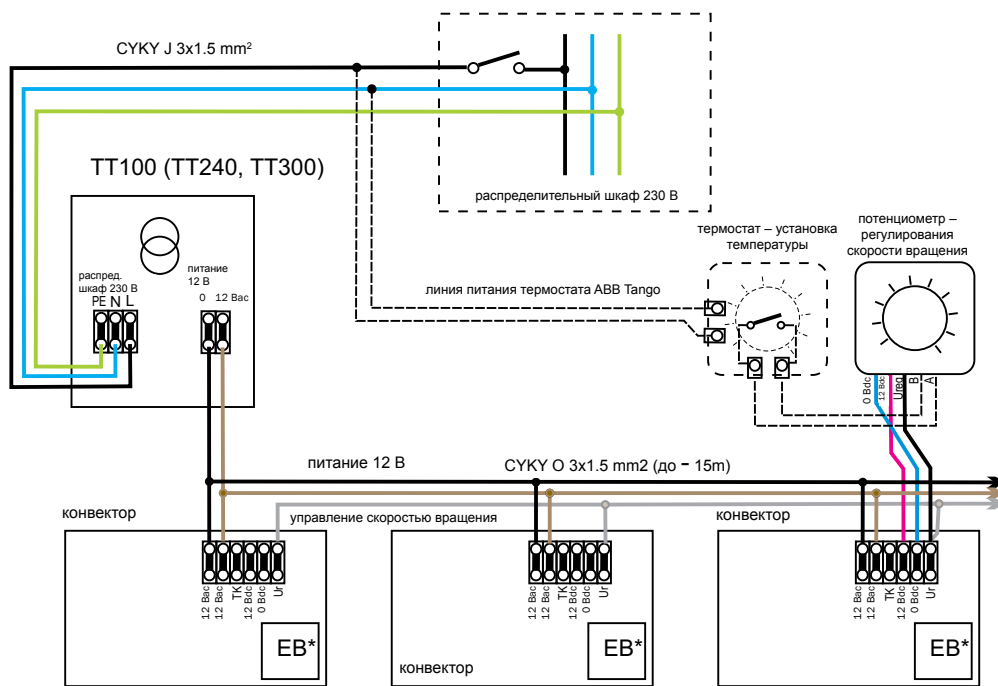 CYKY J 3x1.5 mm²
TT100 (TT240, TT300)
распределительный шкаф 230 В
распред.
шкаф 230 В
PE N L
питание
12 В
0 12 Bac
термостат – установка
температуры
потенциометр –
регулирования
скорости вращения
линия питания термостата ABB Tango
0 Bdc
12 Bdc
Ureg
B
A
питание 12 В
CYKY O 3x1.5 mm2 (до - 15m)
управление скоростью вращения
конвектор
12 Bac
12 Bac
TK
12 Bdc
0 Bdc
Ur
EB*
конвектор
12 Bac
12 Bac
TK
12 Bdc
0 Bdc
Ur
EB*
конвектор
12 Bac
12 Bac
TK
12 Bdc
0 Bdc
Ur
EB*